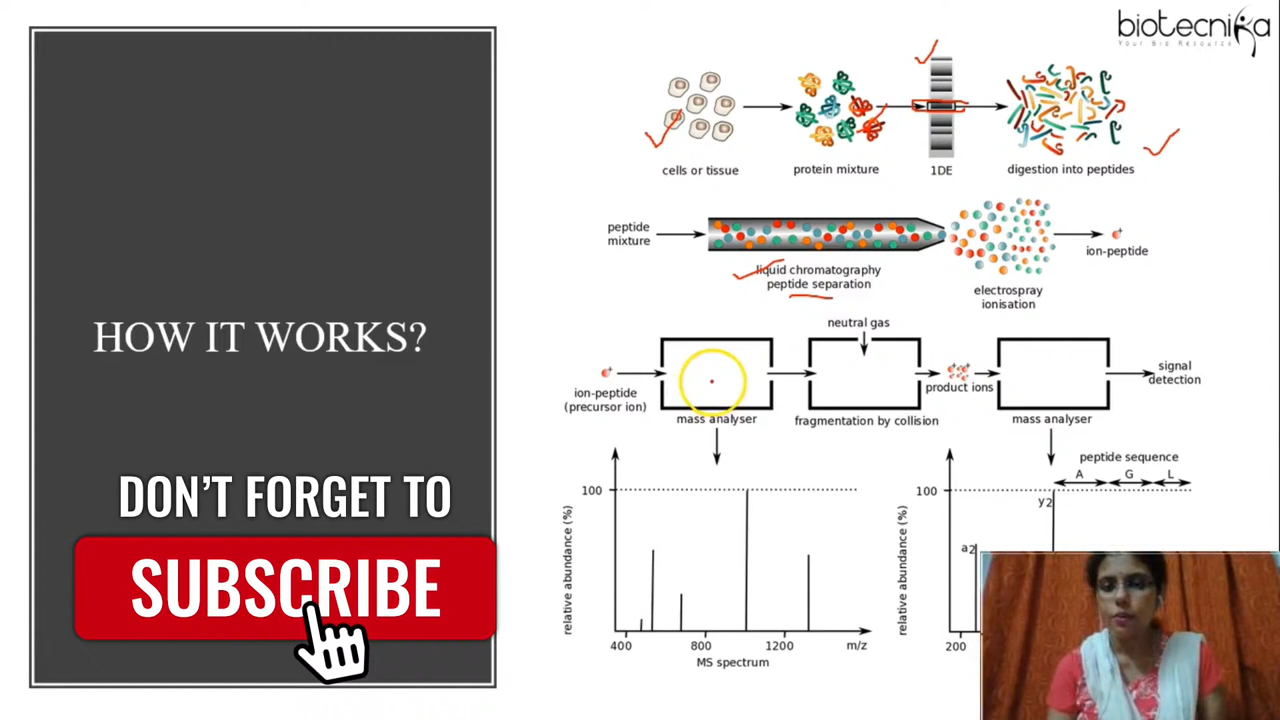 biotecnika
Your Bio Resource
HOW IT WORKS?
DON'T FORGET TO
SUBSCRIBE
cells or tissue
protein mixture
1DE
digestion into peptides
peptide
mixture
liquid chromatography
peptide separation
electrospray
ionisation
ion-peptide
+
neutral gas
ion-peptide
(precursor ion)
+
mass analyser
fragmentation by collision
product ions
mass analyser
signal
detection
relative abundance (%)
100
400
800
1200
m/z
MS spectrum
relative abundance (%)
100
peptide sequence
A
G
L
y2
a2
200